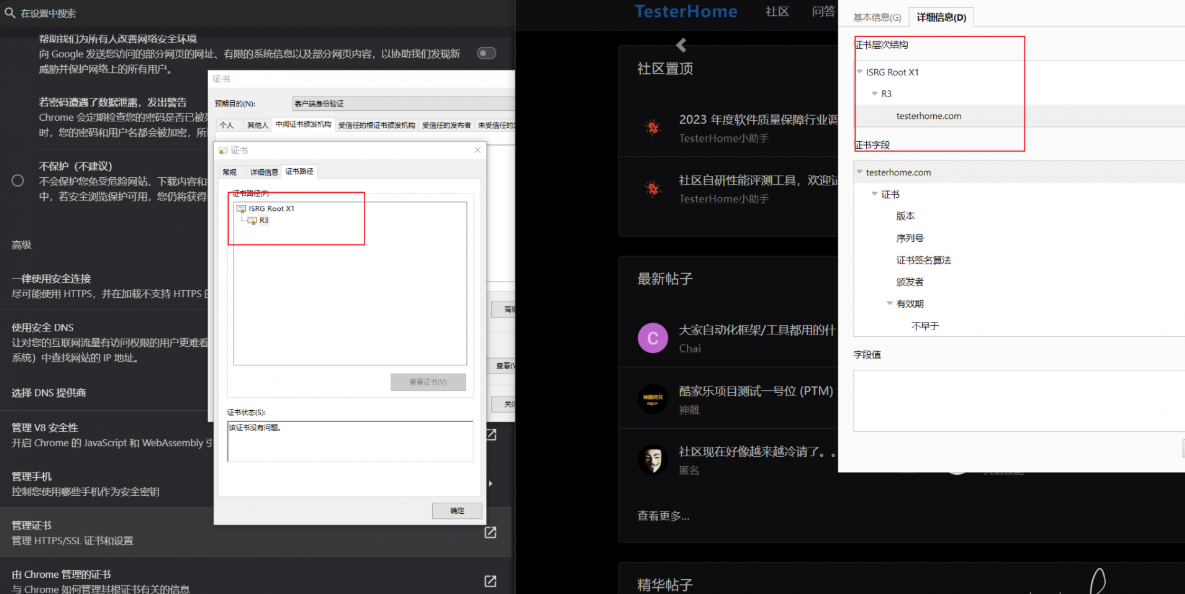 在设置中搜索
帮助我们为所有人改善网络安全环境
向 Google 发送您访问的部分网页的网址、有限的系统信息以及部分网页内容，以协助我们发现新
威胁并保护网络上的所有用户。
若密码遭遇了数据泄露，发出警告
Chrome 会定期检查您的密码是否已被
时，您的密码和用户名都会被加密，所
不保护（不建议）
不会保护您免受危险网站、下载内容和
中，若安全浏览保护可用，您仍将获得
高级
一律使用安全连接
尽可能使用 HTTPS，并在加载不支持 HTTPS 的
使用安全 DNS
让对您的互联网流量有访问权限的用户更难看
系统）中查找网站的 IP 地址。
选择 DNS 提供商
管理 V8 安全性
开启 Chrome 的 JavaScript 和 WebAssembly 引
管理手机
控制您使用哪些手机作为安全密钥
管理证书
管理 HTTPS/SSL 证书和设置
由 Chrome 管理的证书
与 Chrome 如何管理其根证书有关的信息
证书
预期目的(N):
客户端身份验证
个人 其他人 中间证书颁发机构 受信任的根证书颁发机构 受信任的发布者 未受信任的
证书
常规 详细信息 证书路径
证书路径(P)
ISRG Root X1
R3
查看证书(V)
证书状态(S):
该证书没有问题。
确定
高级
查看(V
关闭
TesterHome 社区 问答
社区置顶
2023 年度软件质量保障行业调
TesterHome小助手
社区自研性能评测工具，欢迎试
TesterHome小助手
最新帖子
C
大家自动化框架/工具都用的什
Chai
酷家乐项目测试一号位 (PTM)
神雕
社区现在好像越来越冷请了。。
匿名
查看更多...
精华帖子
基本信息(G) 详细信息(D)
证书层次结构
ISRG Root X1
R3
testerhome.com
证书字段
testerhome.com
证书
版本
序列号
证书签名算法
颁发者
有效期
不早于
字段值